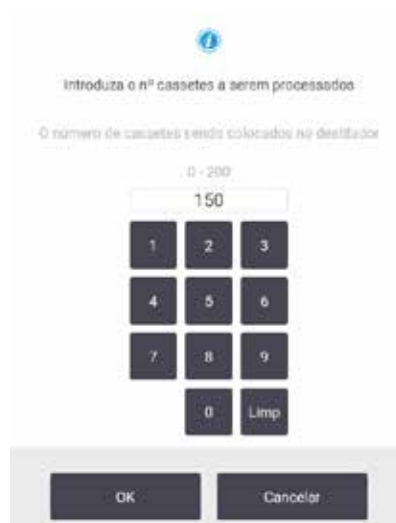 Introduza o nº cassetes a serem processados
O número de cassetes sendo colocados no destilador
0 - 200
150
1 2 3
4 5 6
7 8 9
0 Limp
OK Cancelar